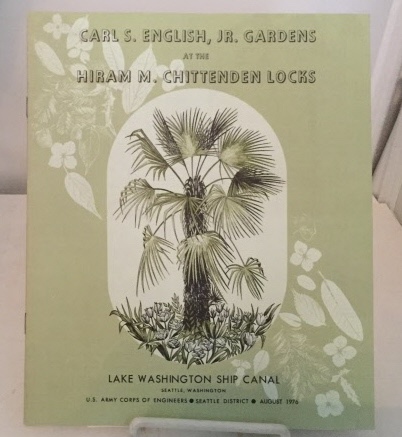 CARL S. ENGLISH, JR. GARDENS
AT THE
HIRAM M. CHITTENDEN LOCKS
LAKE WASHINGTON SHIP CANAL
SEATTLE, WASHINGTON
U.S. ARMY CORPS OF ENGINEERS ● SEATTLE DISTRICT ● AUGUST 1976